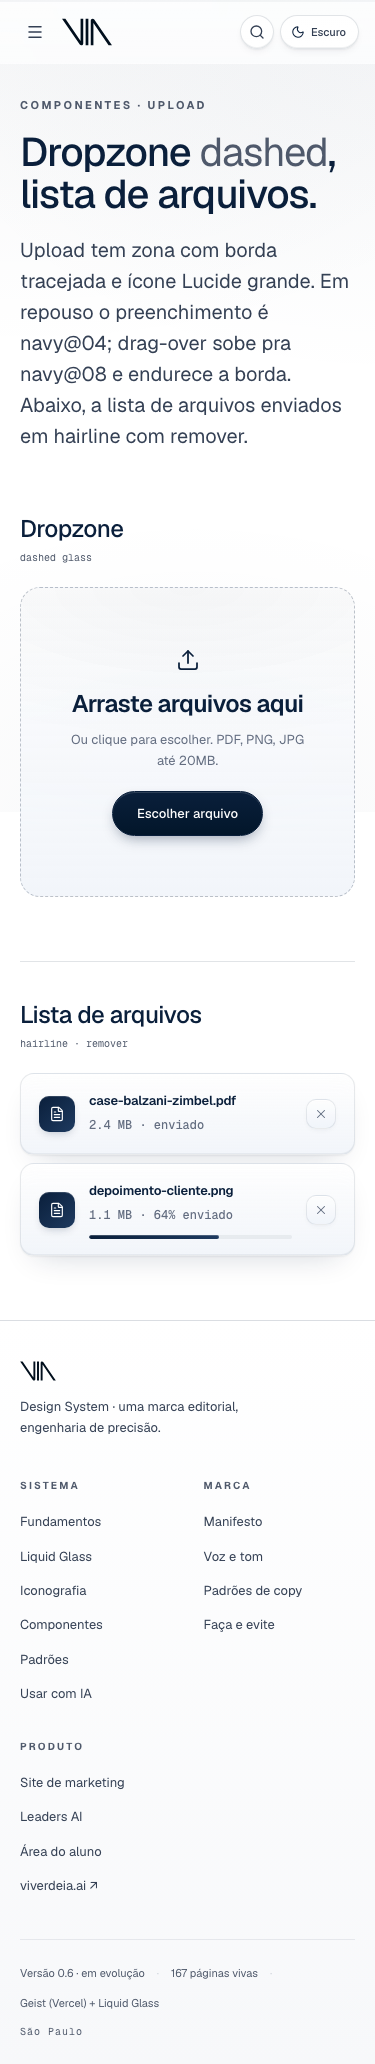 VIA
Escuro
COMPONENTES · UPLOAD
Dropzone dashed,
lista de arquivos.
Upload tem zona com borda
tracejada e ícone Lucide grande. Em
repouso o preenchimento é
navy@04; drag-over sobe pra
navy@08 e endurece a borda.
Abaixo, a lista de arquivos enviados
em hairline com remover.
Dropzone
dashed glass
Arraste arquivos aqui
Ou clique para escolher. PDF, PNG, JPG
até 20MB.
Escolher arquivo
Lista de arquivos
hairline · remover
case-balzani-zimbel.pdf
2.4 MB · enviado
depoimento-cliente.png
1.1 MB · 64% enviado
VIA
Design System · uma marca editorial,
engenharia de precisão.
SISTEMA
Fundamentos
Liquid Glass
Iconografia
Componentes
Padrões
Usar com IA
MARCA
Manifesto
Voz e tom
Padrões de copy
Faça e evite
PRODUTO
Site de marketing
Leaders AI
Área do aluno
viverdeia.ai ↗
Versão 0.6 · em evolução · 167 páginas vivas ·
Geist (Vercel) + Liquid Glass
São Paulo